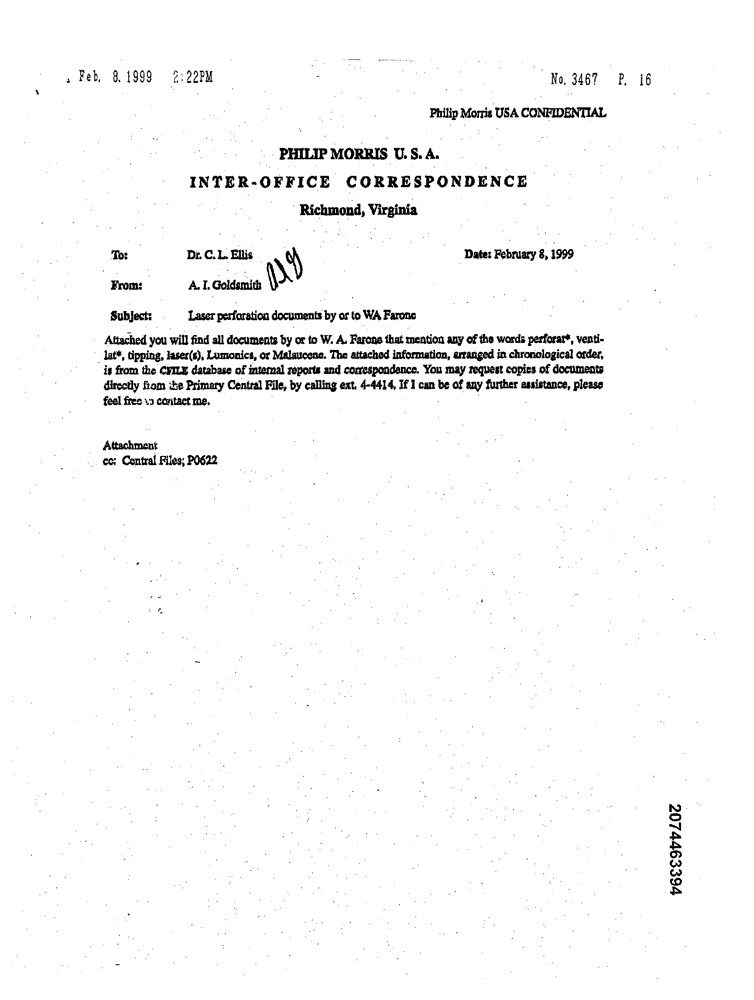 Feb. 8. 1999 2:22PM No. 3467 P. 16
Philip Morris USA CONFIDENTIAL
PHILIP MORRIS U. S. A.
INTER-OFFICE CORRESPONDENCE
Richmond, Virginia
To: Dr. C. L. Ellis Date: February 8, 1999
From: A. I. Goldsmith
Subject: Laser perforation documents by or to WA Farone
Attached you will find all documents by or to W. A. Farone that mention any of the words perforat*, venti-
lat*, tipping, laser(s), Lumonics, or Malaucene. The attached information, arranged in chronological order,
is from the CFILE database of internal reports and correspondence. You may request copies of documents
directly from the Primary Central File, by calling ext. 4-4414. If I can be of any further assistance, please
feel free to contact me.
Attachment
cc: Central Files; P0622
2074463394